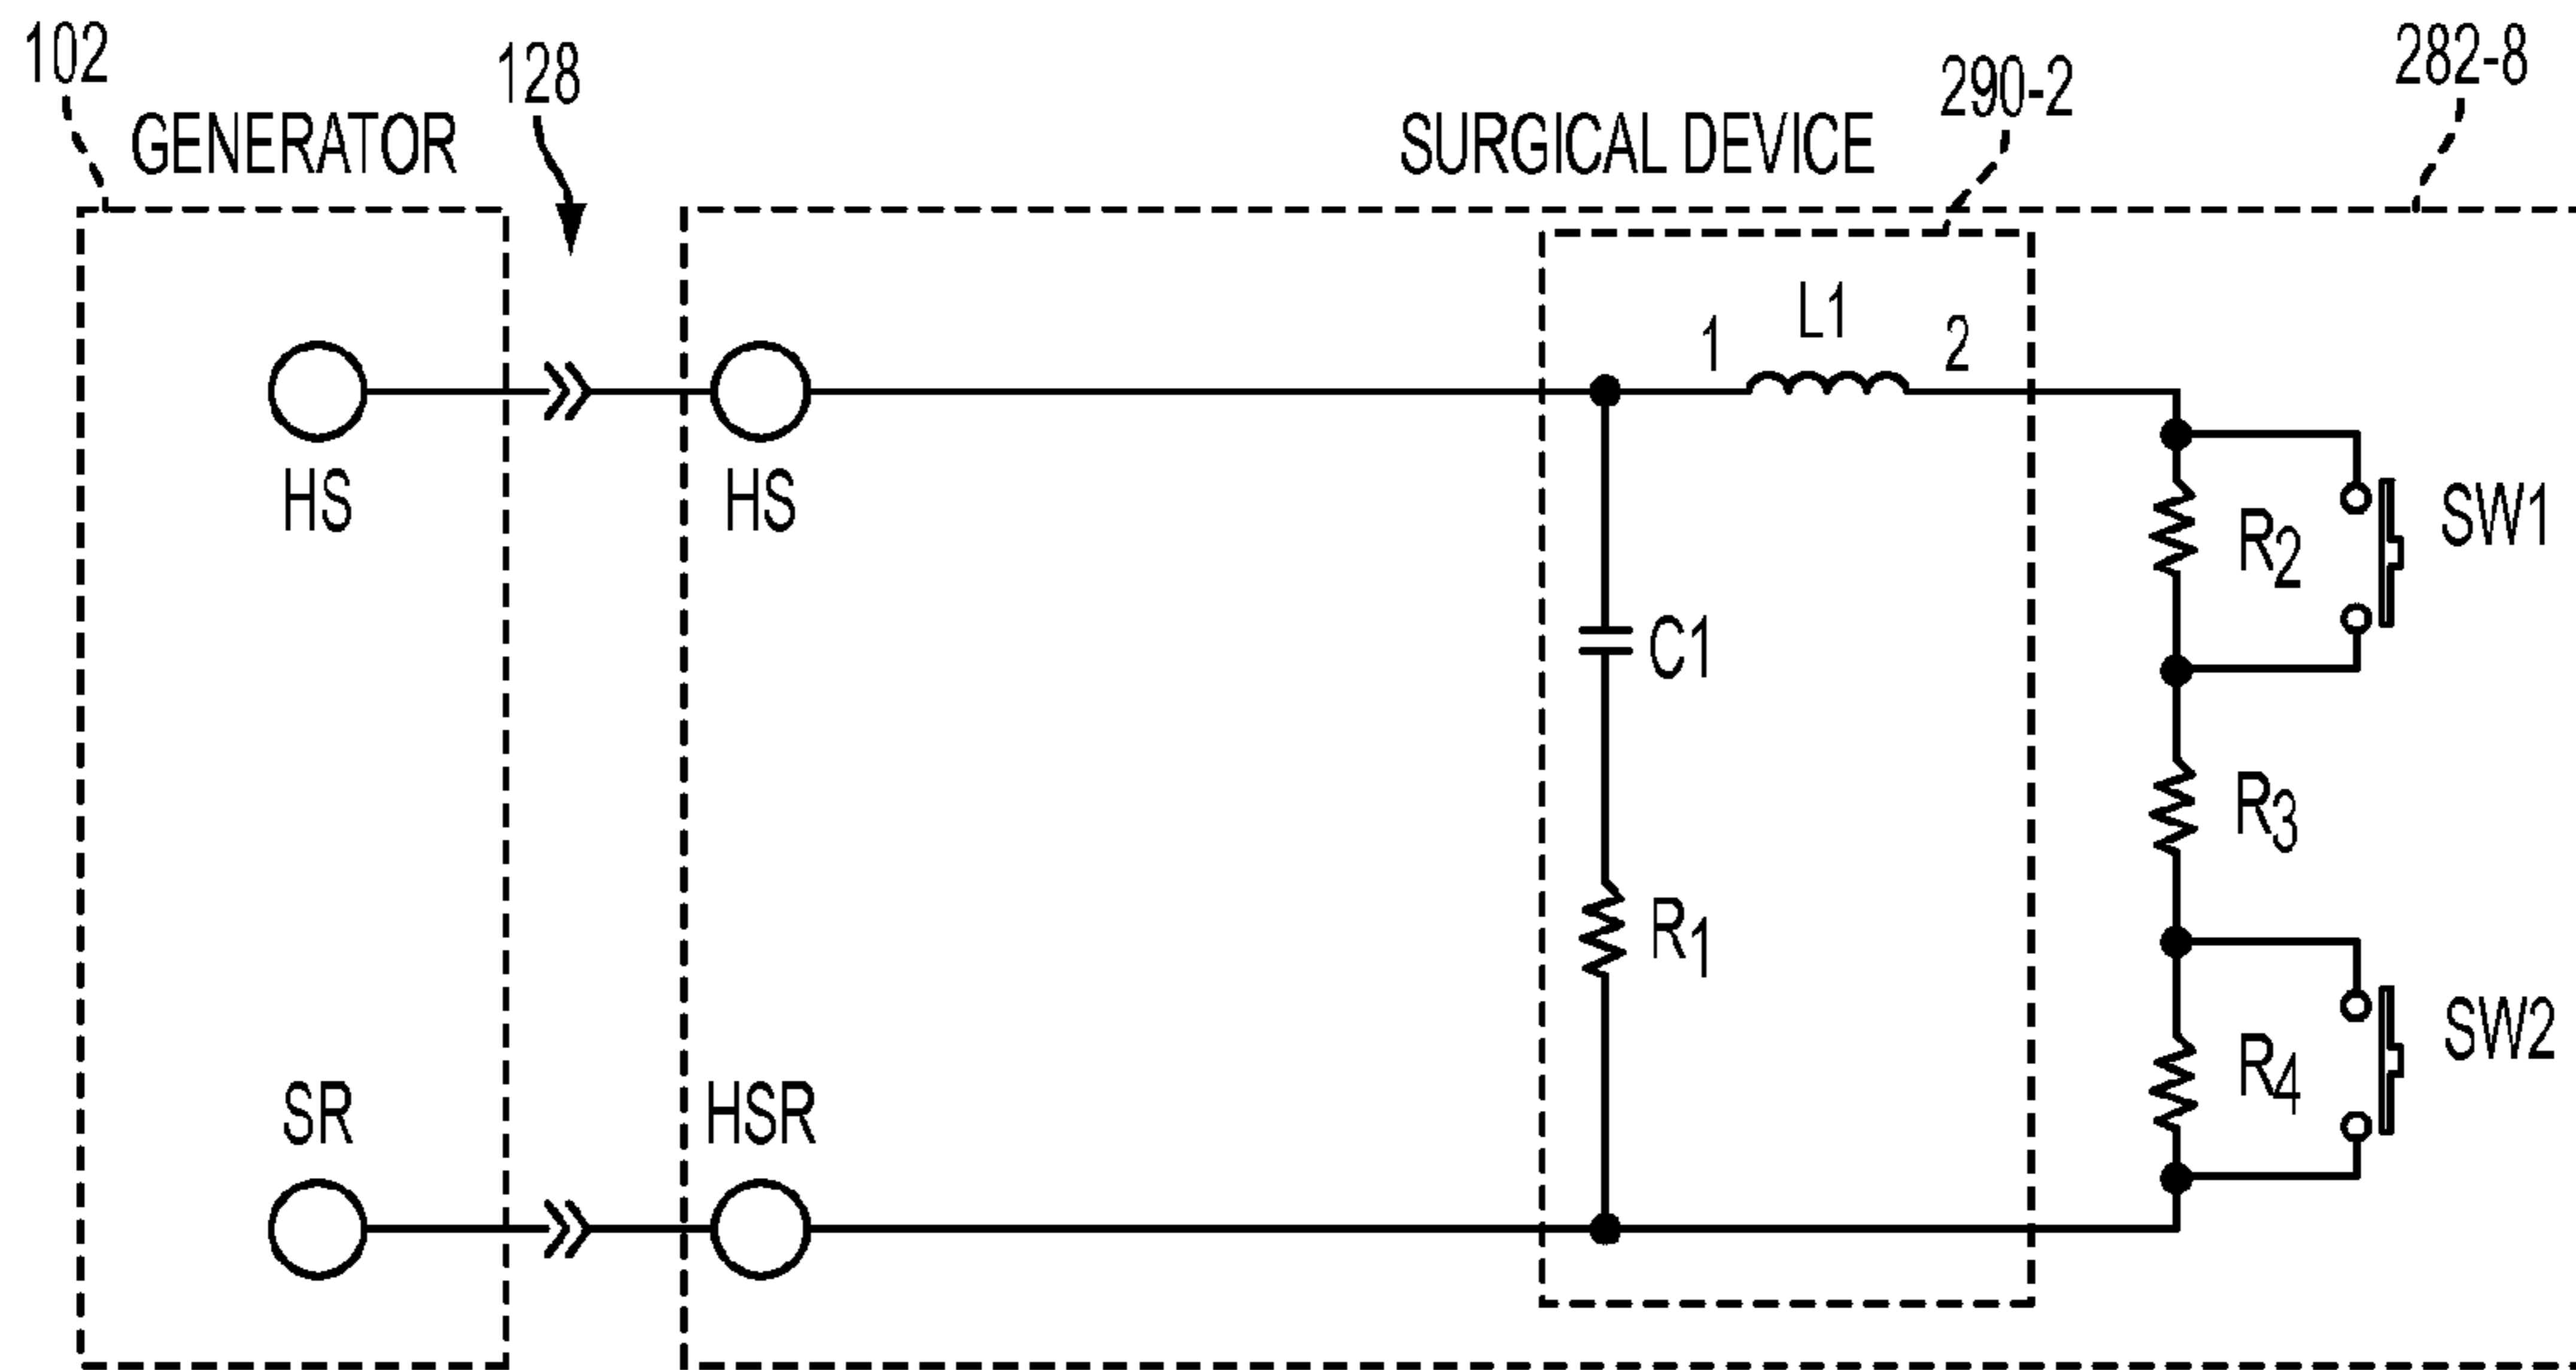 102
128
290-2
282-8
GENERATOR
SURGICAL DEVICE
1
L1
2
HS
HS
R2
SW1
C1
R3
R1
SR
HSR
R4
SW2